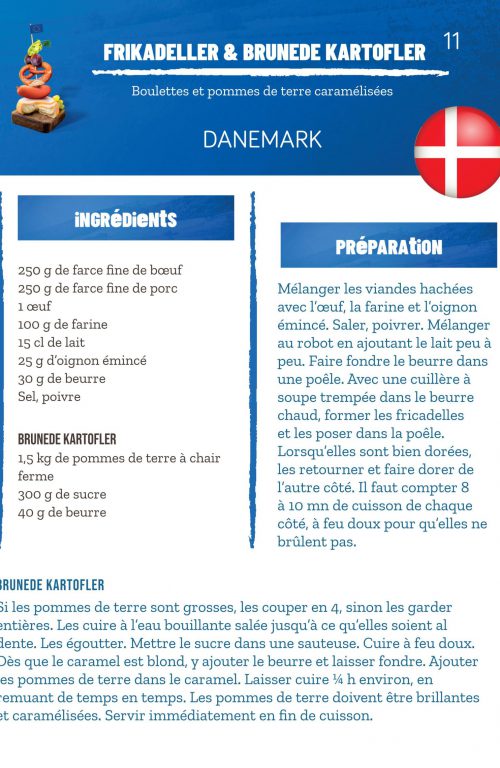 FRIKADELLER & BRUNEDE KARTOFLER
11
Boulettes et pommes de terre caramélisées
DANEMARK
INGRÉDIENTS
250 g de farce fine de bœuf
250 g de farce fine de porc
1 œuf
100 g de farine
15 cl de lait
25 g d'oignon émincé
30 g de beurre
Sel, poivre
BRUNEDE KARTOFLER
1,5 kg de pommes de terre à chair
ferme
300 g de sucre
40 g de beurre
PRÉPARATION
Mélanger les viandes hachées
avec l'œuf, la farine et l'oignon
émincé. Saler, poivrer. Mélanger
au robot en ajoutant le lait peu à
peu. Faire fondre le beurre dans
une poêle. Avec une cuillère à
soupe trempée dans le beurre
chaud, former les fricadelles
et les poser dans la poêle.
Lorsqu'elles sont bien dorées,
les retourner et faire dorer de
l'autre côté. Il faut compter 8
à 10 mn de cuisson de chaque
côté, à feu doux pour qu'elles ne
brûlent pas.
BRUNEDE KARTOFLER
Si les pommes de terre sont grosses, les couper en 4, sinon les garder
entières. Les cuire à l'eau bouillante salée jusqu'à ce qu'elles soient al
dente. Les égoutter. Mettre le sucre dans une sauteuse. Cuire à feu doux.
Dès que le caramel est blond, y ajouter le beurre et laisser fondre. Ajouter
les pommes de terre dans le caramel. Laisser cuire ¼ h environ, en
remuant de temps en temps. Les pommes de terre doivent être brillantes
et caramélisées. Servir immédiatement en fin de cuisson.